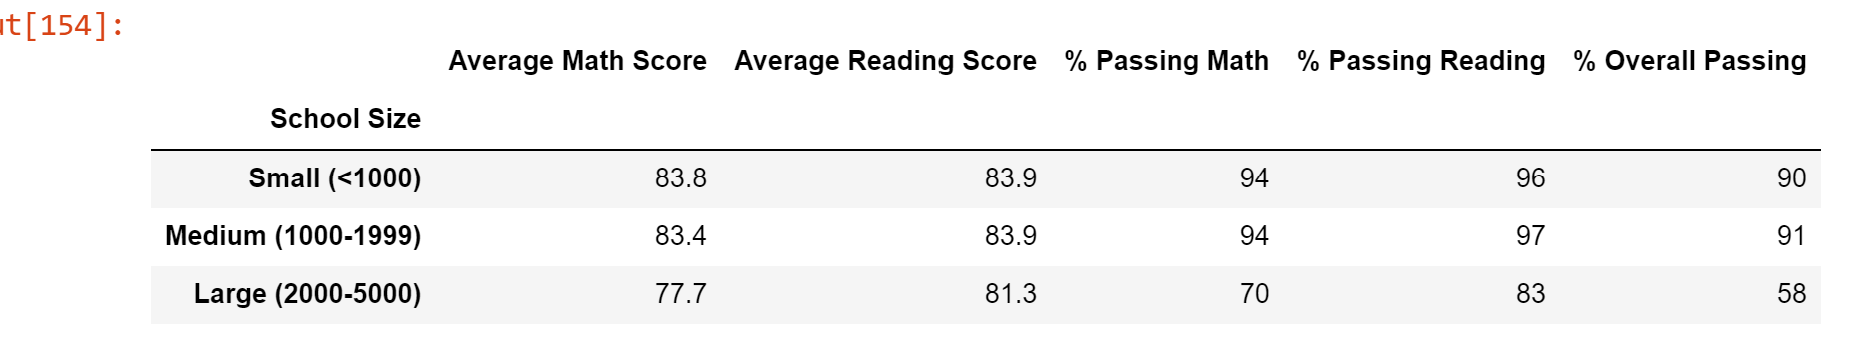 ut[154]:
Average Math Score Average Reading Score % Passing Math % Passing Reading % Overall Passing
School Size
Small (<1000) 83.8 83.9 94 96 90
Medium (1000-1999) 83.4 83.9 94 97 91
Large (2000-5000) 77.7 81.3 70 83 58